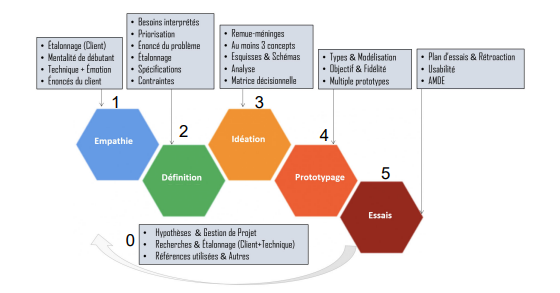 • Étalonnage (Client)
• Mentalité de débutant
• Technique + Émotion
• Énoncés du client
• Besoins interprétés
• Priorisation
• Énoncé du problème
• Étalonnage
• Spécifications
• Contraintes
• Remue-méninges
• Au moins 3 concepts
• Esquisses & Schémas
• Analyse
• Matrice décisionnelle
• Types & Modélisation
• Objectif & Fidélité
• Multiple prototypes
• Plan d'essais & Rétroaction
• Usabilité
• AMDE
1
Empathie
2
Définition
3
Idéation
4
Prototypage
5
Essais
0
• Hypothèses & Gestion de Projet
• Recherches & Étalonnage (Client+Technique)
• Références utilisées & Autres